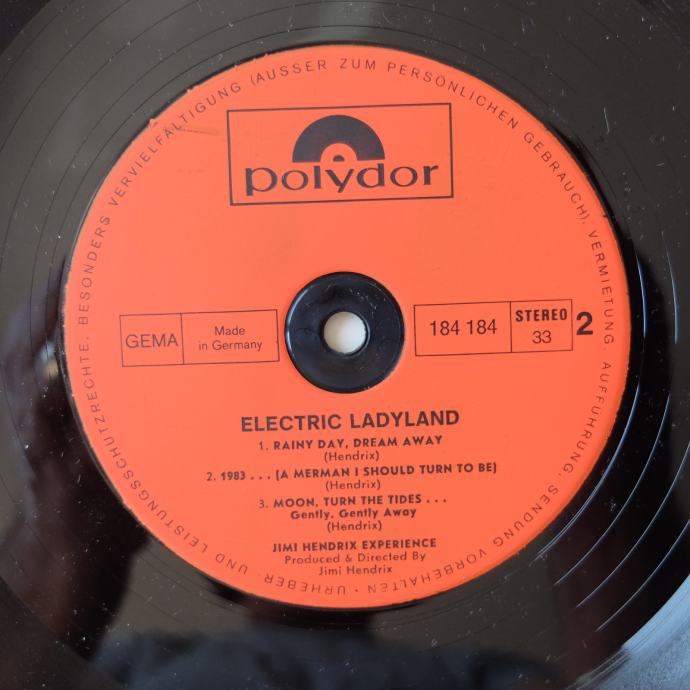 URHEBER- UND LEISTUNGSSCHUTZRECHTE, BESONDERS VERVIELFÄLTIGUNG (AUSSER ZUM PERSÖNLICHEN GEBRAUCH), VERMIETUNG, AUFFÜHRUNG, SENDUNG VORBEHALTEN •
polydor
GEMA
Made
in Germany
184 184
STEREO
33
2
ELECTRIC LADYLAND
1. RAINY DAY, DREAM AWAY
(Hendrix)
2. 1983 . . . (A MERMAN I SHOULD TURN TO BE)
(Hendrix)
3. MOON, TURN THE TIDES . . .
Gently, Gently Away
(Hendrix)
JIMI HENDRIX EXPERIENCE
Produced & Directed By
Jimi Hendrix